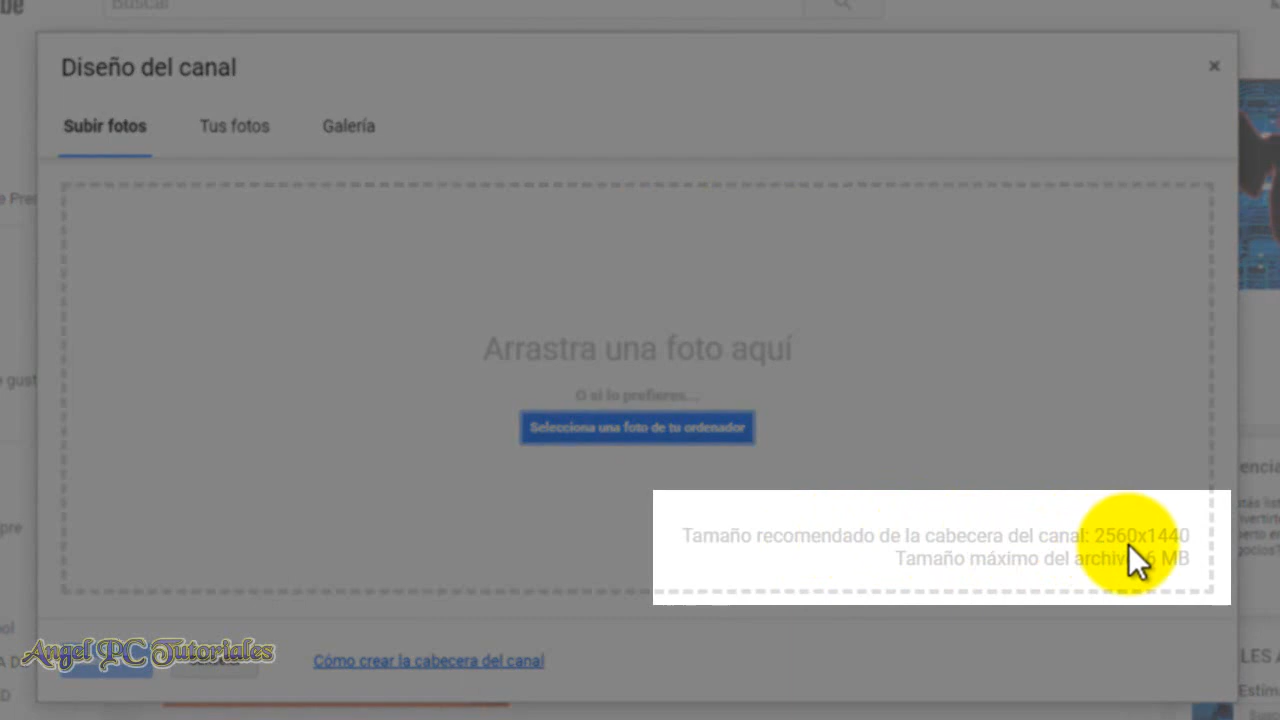 Buscar
Diseño del canal
×
Subir fotos
Tus fotos
Galería
Arrastra una foto aquí
O si lo prefieres...
Selecciona una foto de tu ordenador
Tamaño recomendado de la cabecera del canal: 2560x1440
Tamaño máximo del archivo 6 MB
Angel PC Tutoriales
Cómo crear la cabecera del canal